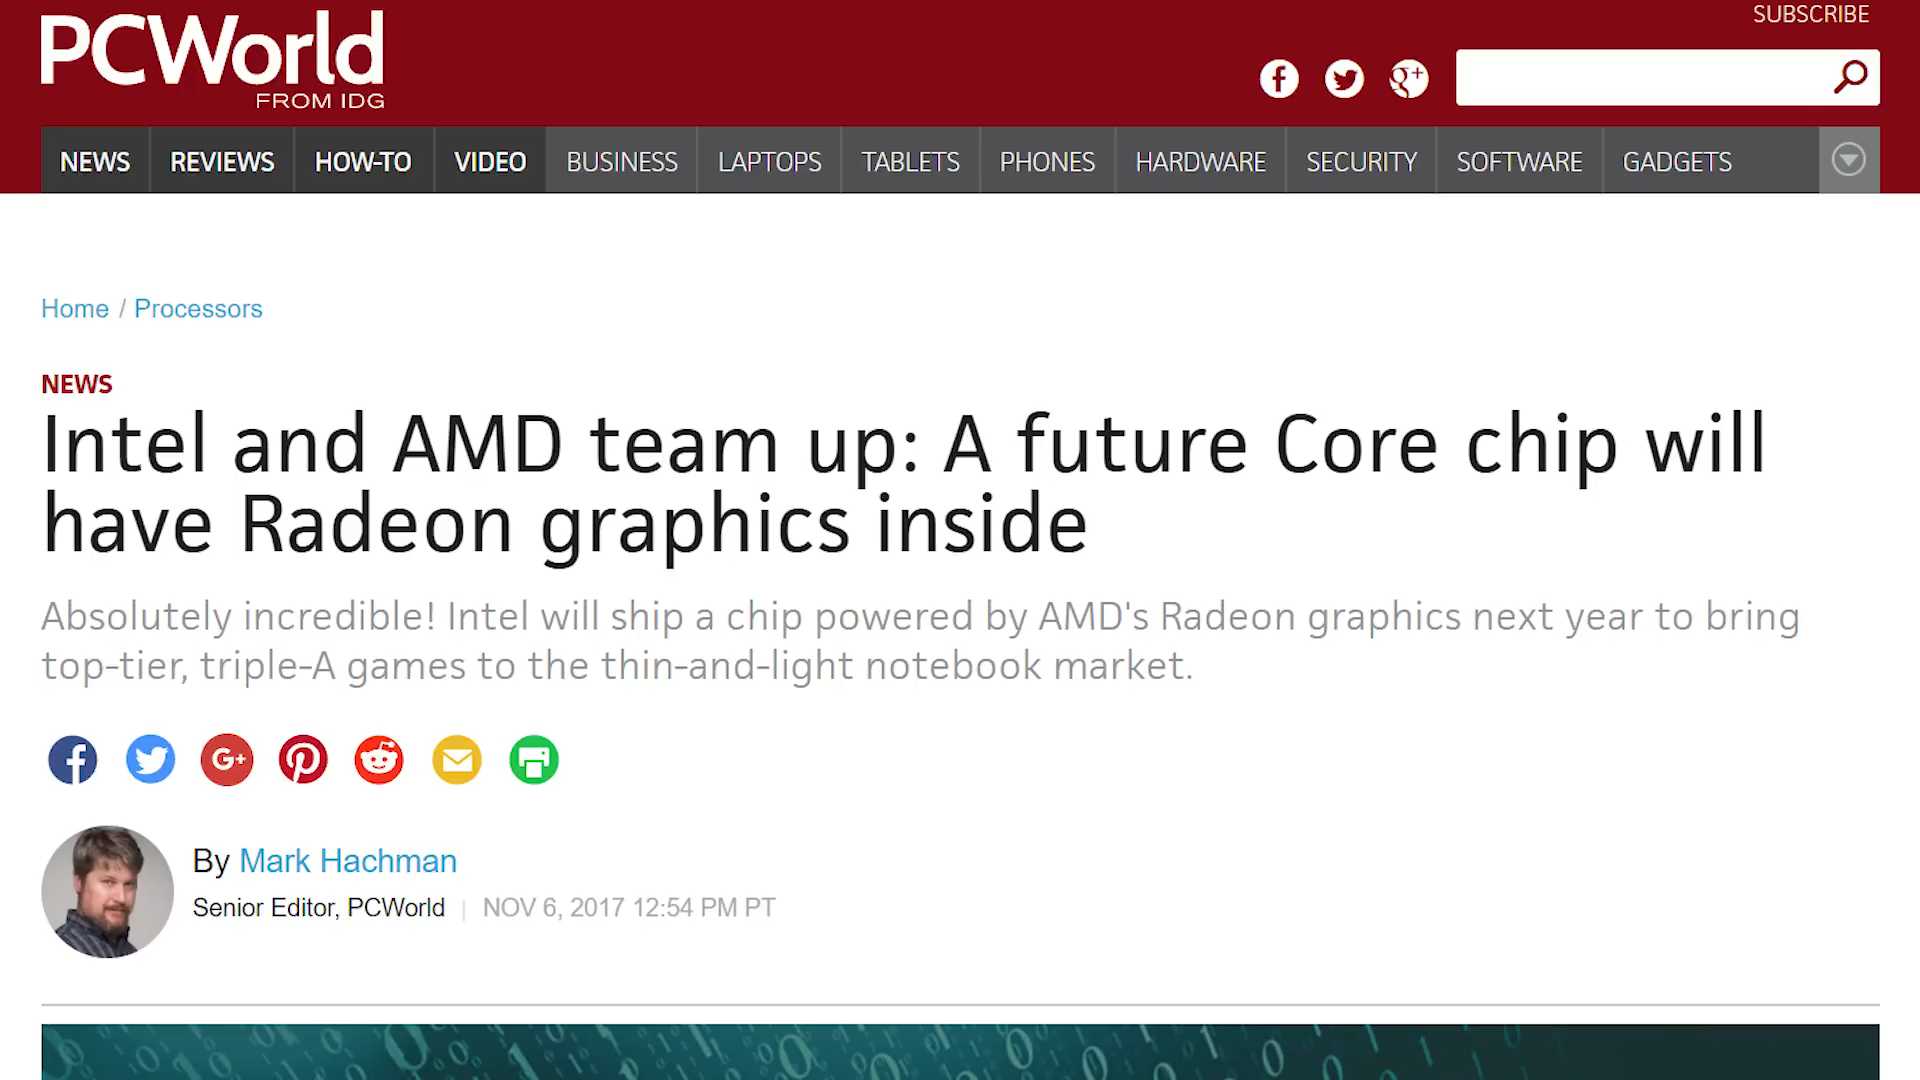 SUBSCRIBE
PCWorld
FROM IDG
NEWS REVIEWS HOW-TO VIDEO BUSINESS LAPTOPS TABLETS PHONES HARDWARE SECURITY SOFTWARE GADGETS
Home / Processors
NEWS
Intel and AMD team up: A future Core chip will
have Radeon graphics inside
Absolutely incredible! Intel will ship a chip powered by AMD's Radeon graphics next year to bring
top-tier, triple-A games to the thin-and-light notebook market.
By Mark Hachman
Senior Editor, PCWorld | NOV 6, 2017 12:54 PM PT